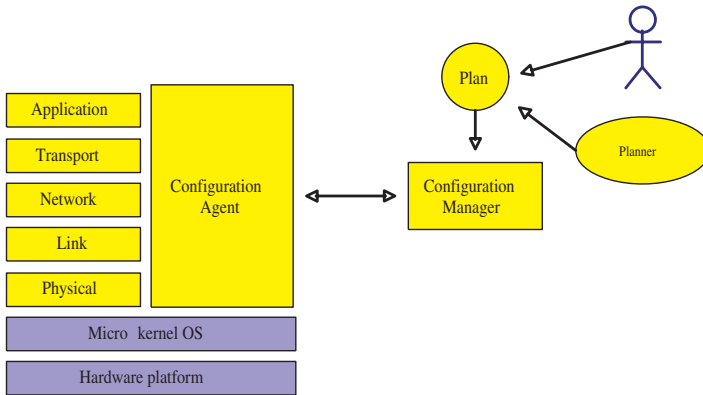 Application
Transport
Network
Link
Physical
Configuration
Agent
Micro kernel OS
Hardware platform
Plan
Planner
Configuration
Manager